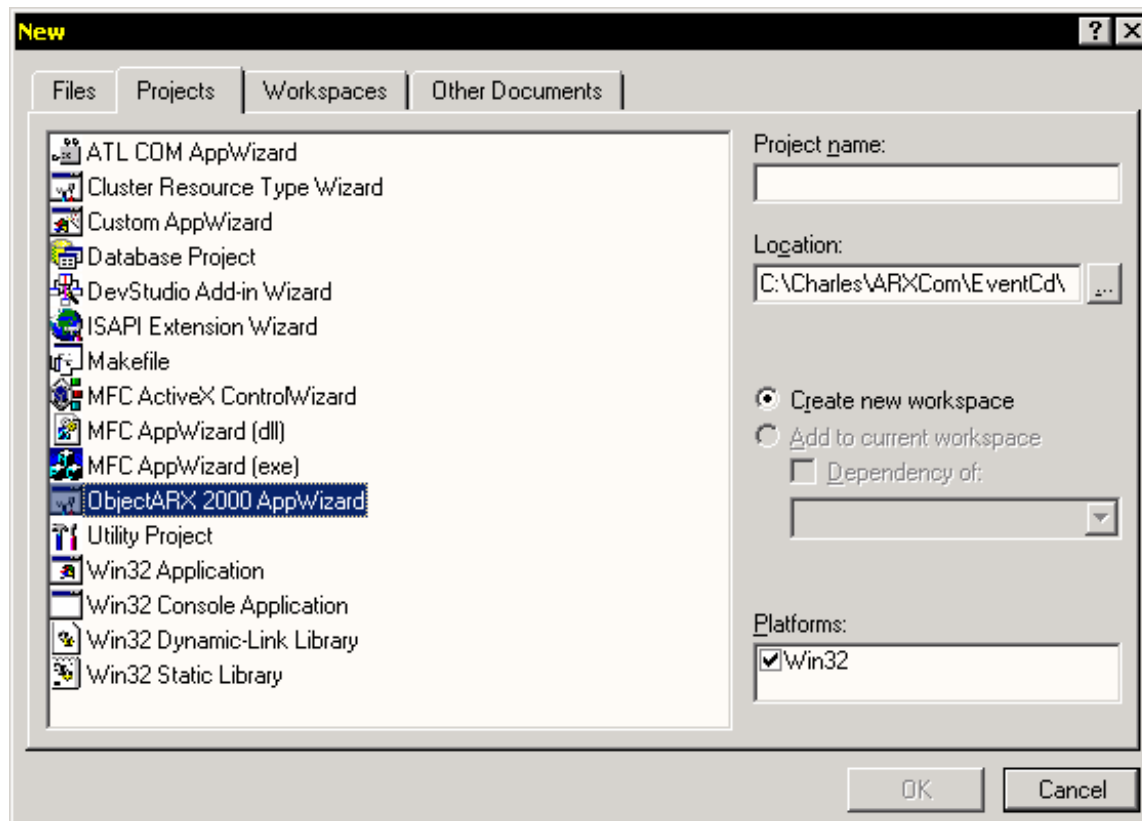 New
Files Projects Workspaces Other Documents
ATL COM AppWizard
Cluster Resource Type Wizard
Custom AppWizard
Database Project
DevStudio Add-in Wizard
ISAPI Extension Wizard
Makefile
MFC ActiveX ControlWizard
MFC AppWizard (dll)
MFC AppWizard (exe)
ObjectARX 2000 AppWizard
Utility Project
Win32 Application
Win32 Console Application
Win32 Dynamic-Link Library
Win32 Static Library
Project name:
Location:
C:\Charles\ARXCom\EventCd\ ...
Create new workspace
Add to current workspace
Dependency of:
Platforms:
Win32
OK Cancel